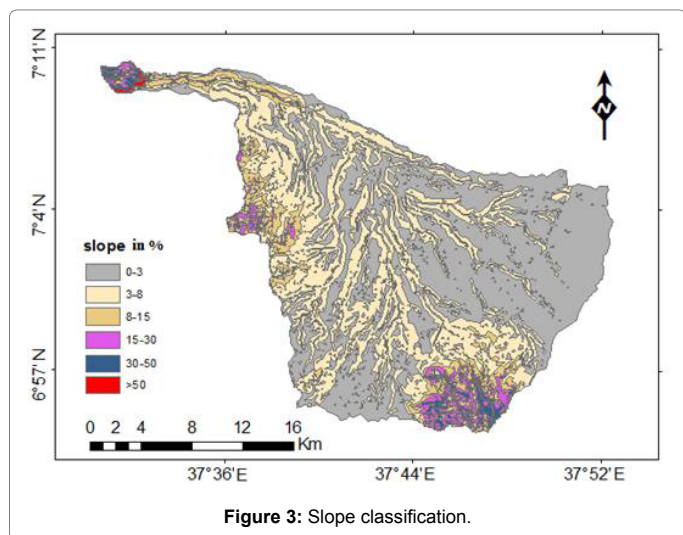 7°11'N
N
7°4'N
slope in %
0-3
3-8
8-15
15-30
30-50
>50
6°57'N
0 2 4 8 12 16
Km
37°36'E 37°44'E 37°52'E
Figure 3: Slope classification.